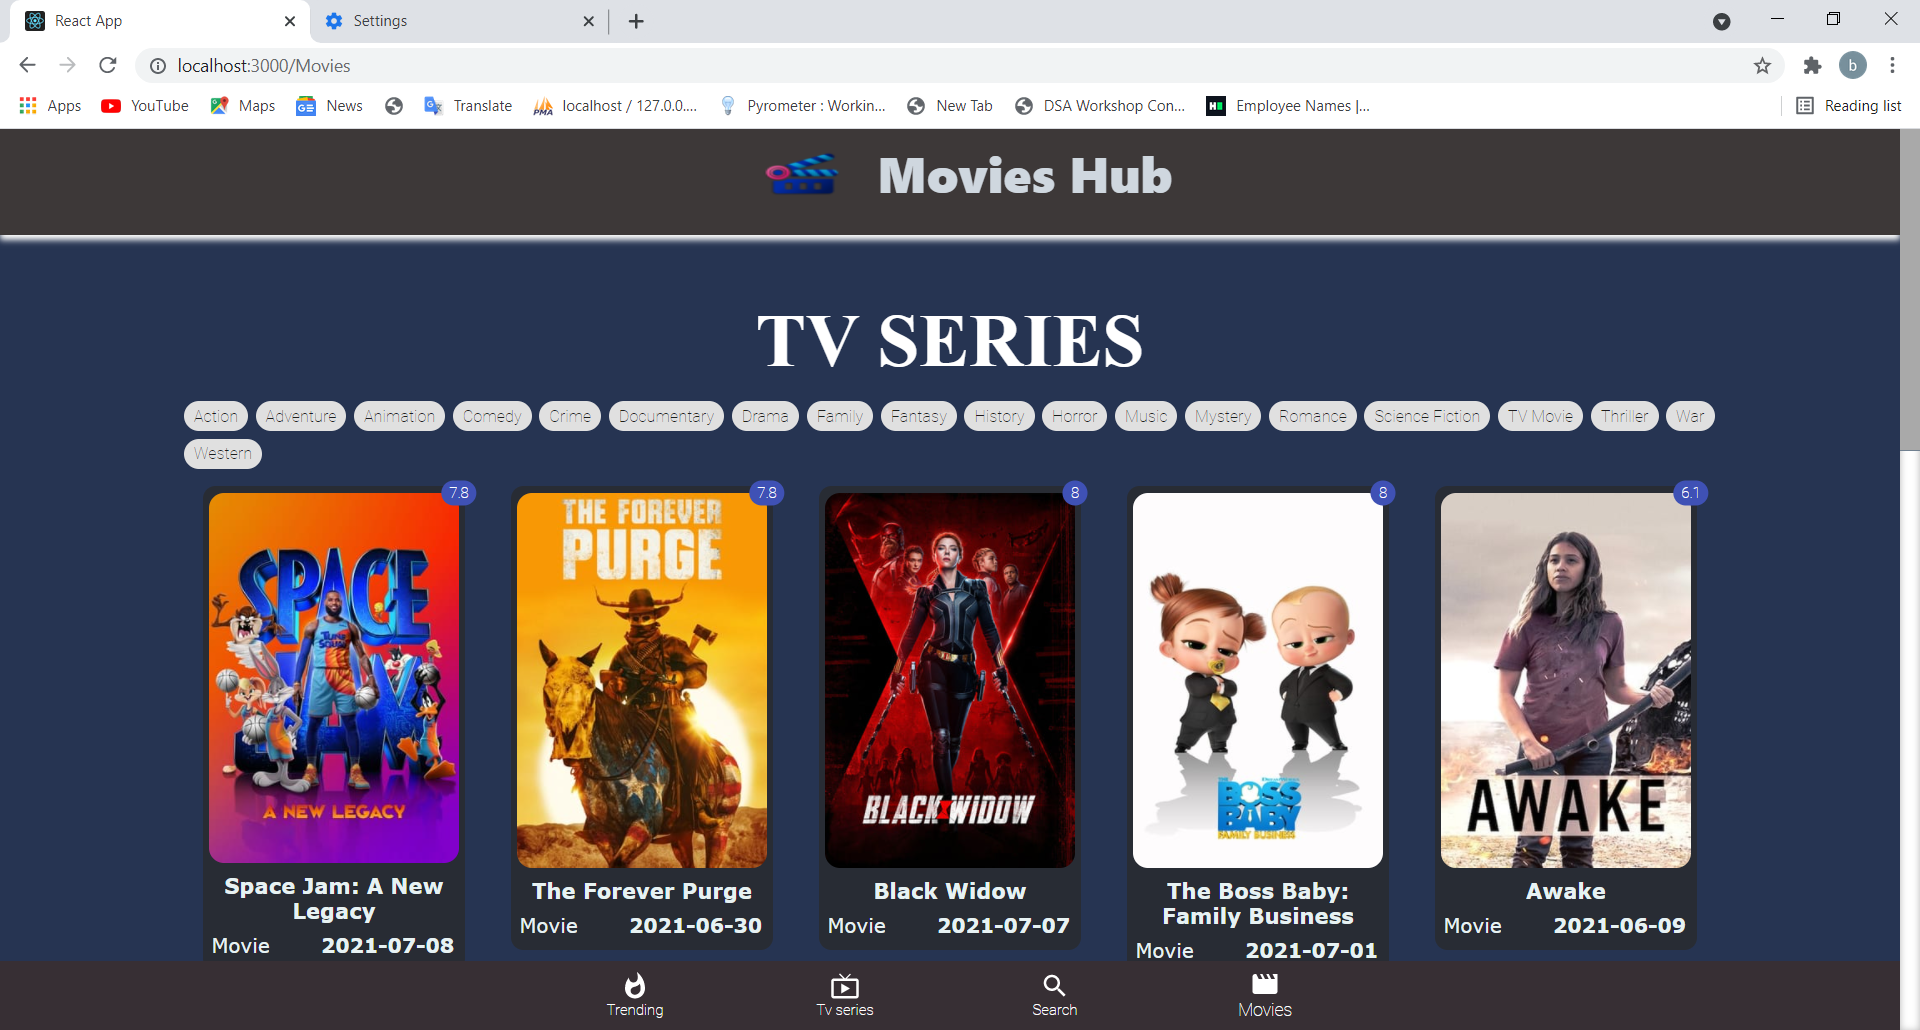 React App
Settings
localhost:3000/Movies
b
Apps
YouTube
Maps
News
Translate
localhost / 127.0.0....
Pyrometer : Workin...
New Tab
DSA Workshop Con...
Employee Names |...
Reading list
Movies Hub
TV SERIES
Action Adventure Animation Comedy Crime Documentary Drama Family Fantasy History Horror Music Mystery Romance Science Fiction TV Movie Thriller War
Western
7.8
SPACE
JAM
TUNE
SQUAD
A NEW LEGACY
Space Jam: A New
Legacy
Movie 2021-07-08
7.8
THE FOREVER
PURGE
The Forever Purge
Movie 2021-06-30
8
BLACK WIDOW
Black Widow
Movie 2021-07-07
8
THE
BOSS
BABY
FAMILY BUSINESS
The Boss Baby:
Family Business
Movie 2021-07-01
6.1
AWAKE
Awake
Movie 2021-06-09
Trending
Tv series
Search
Movies